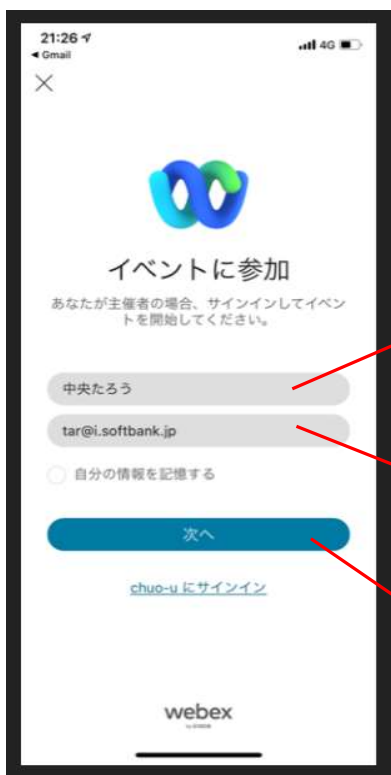 21:26
◀ Gmail
4G
イベントに参加
あなたが主催者の場合、サインインしてイベン
トを開始してください。
中央たろう
tar@i.softbank.jp
自分の情報を記憶する
次へ
chuo-u にサインイン
webex